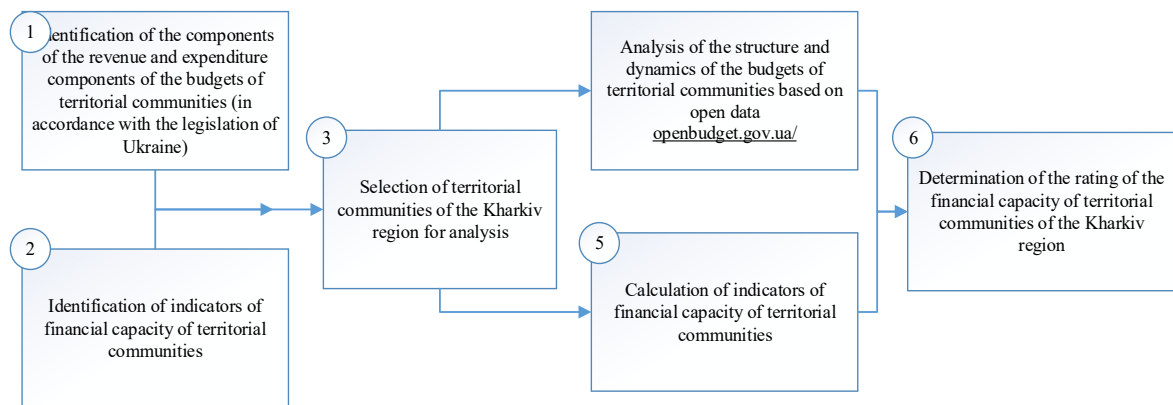 1
dentification of the components
of the revenue and expenditure
components of the budgets of
territorial communities (in
accordance with the legislation of
Ukraine)
2
Identification of indicators of
financial capacity of territorial
communities
3
Selection of territorial
communities of the Kharkiv
region for analysis
Analysis of the structure and
dynamics of the budgets of
territorial communities based on
open data
openbudget.gov.ua/
5
Calculation of indicators of
financial capacity of territorial
communities
6
Determination of the rating of the
financial capacity of territorial
communities of the Kharkiv
region